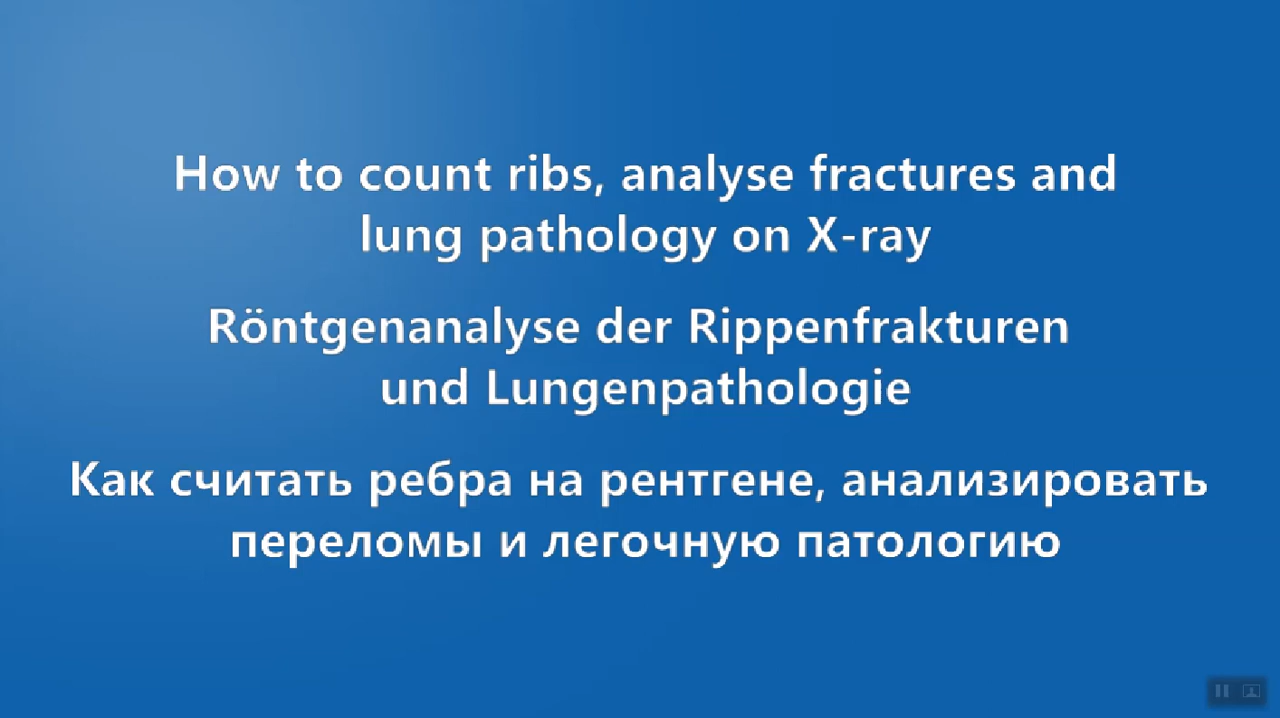 How to count ribs, analyse fractures and
lung pathology on X-ray
Röntgenanalyse der Rippenfrakturen
und Lungenpathologie
Как считать ребра на рентгене, анализировать
переломы и легочную патологию